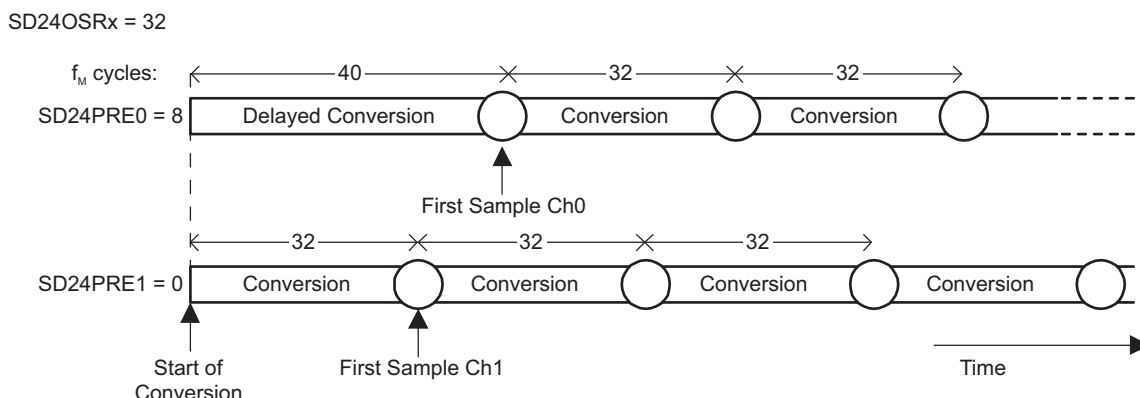 SD24OSRx = 32
f_M cycles:
40
32
32
SD24PRE0 = 8
Delayed Conversion
Conversion
Conversion
First Sample Ch0
32
32
32
SD24PRE1 = 0
Conversion
Conversion
Conversion
Conversion
Start of
Conversion
First Sample Ch1
Time